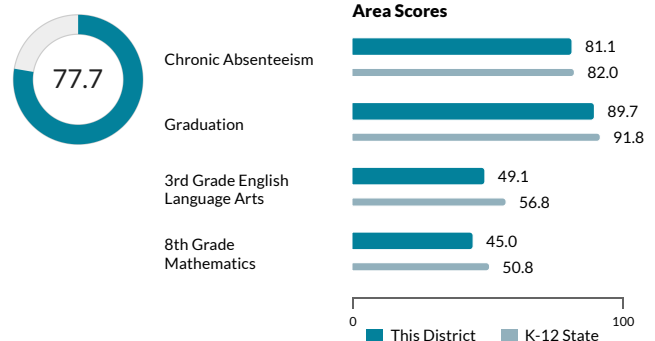 Area Scores
77.7
Chronic Absenteeism
81.1
82.0
Graduation
89.7
91.8
3rd Grade English
Language Arts
49.1
56.8
8th Grade
Mathematics
45.0
50.8
0
100
This District
K-12 State